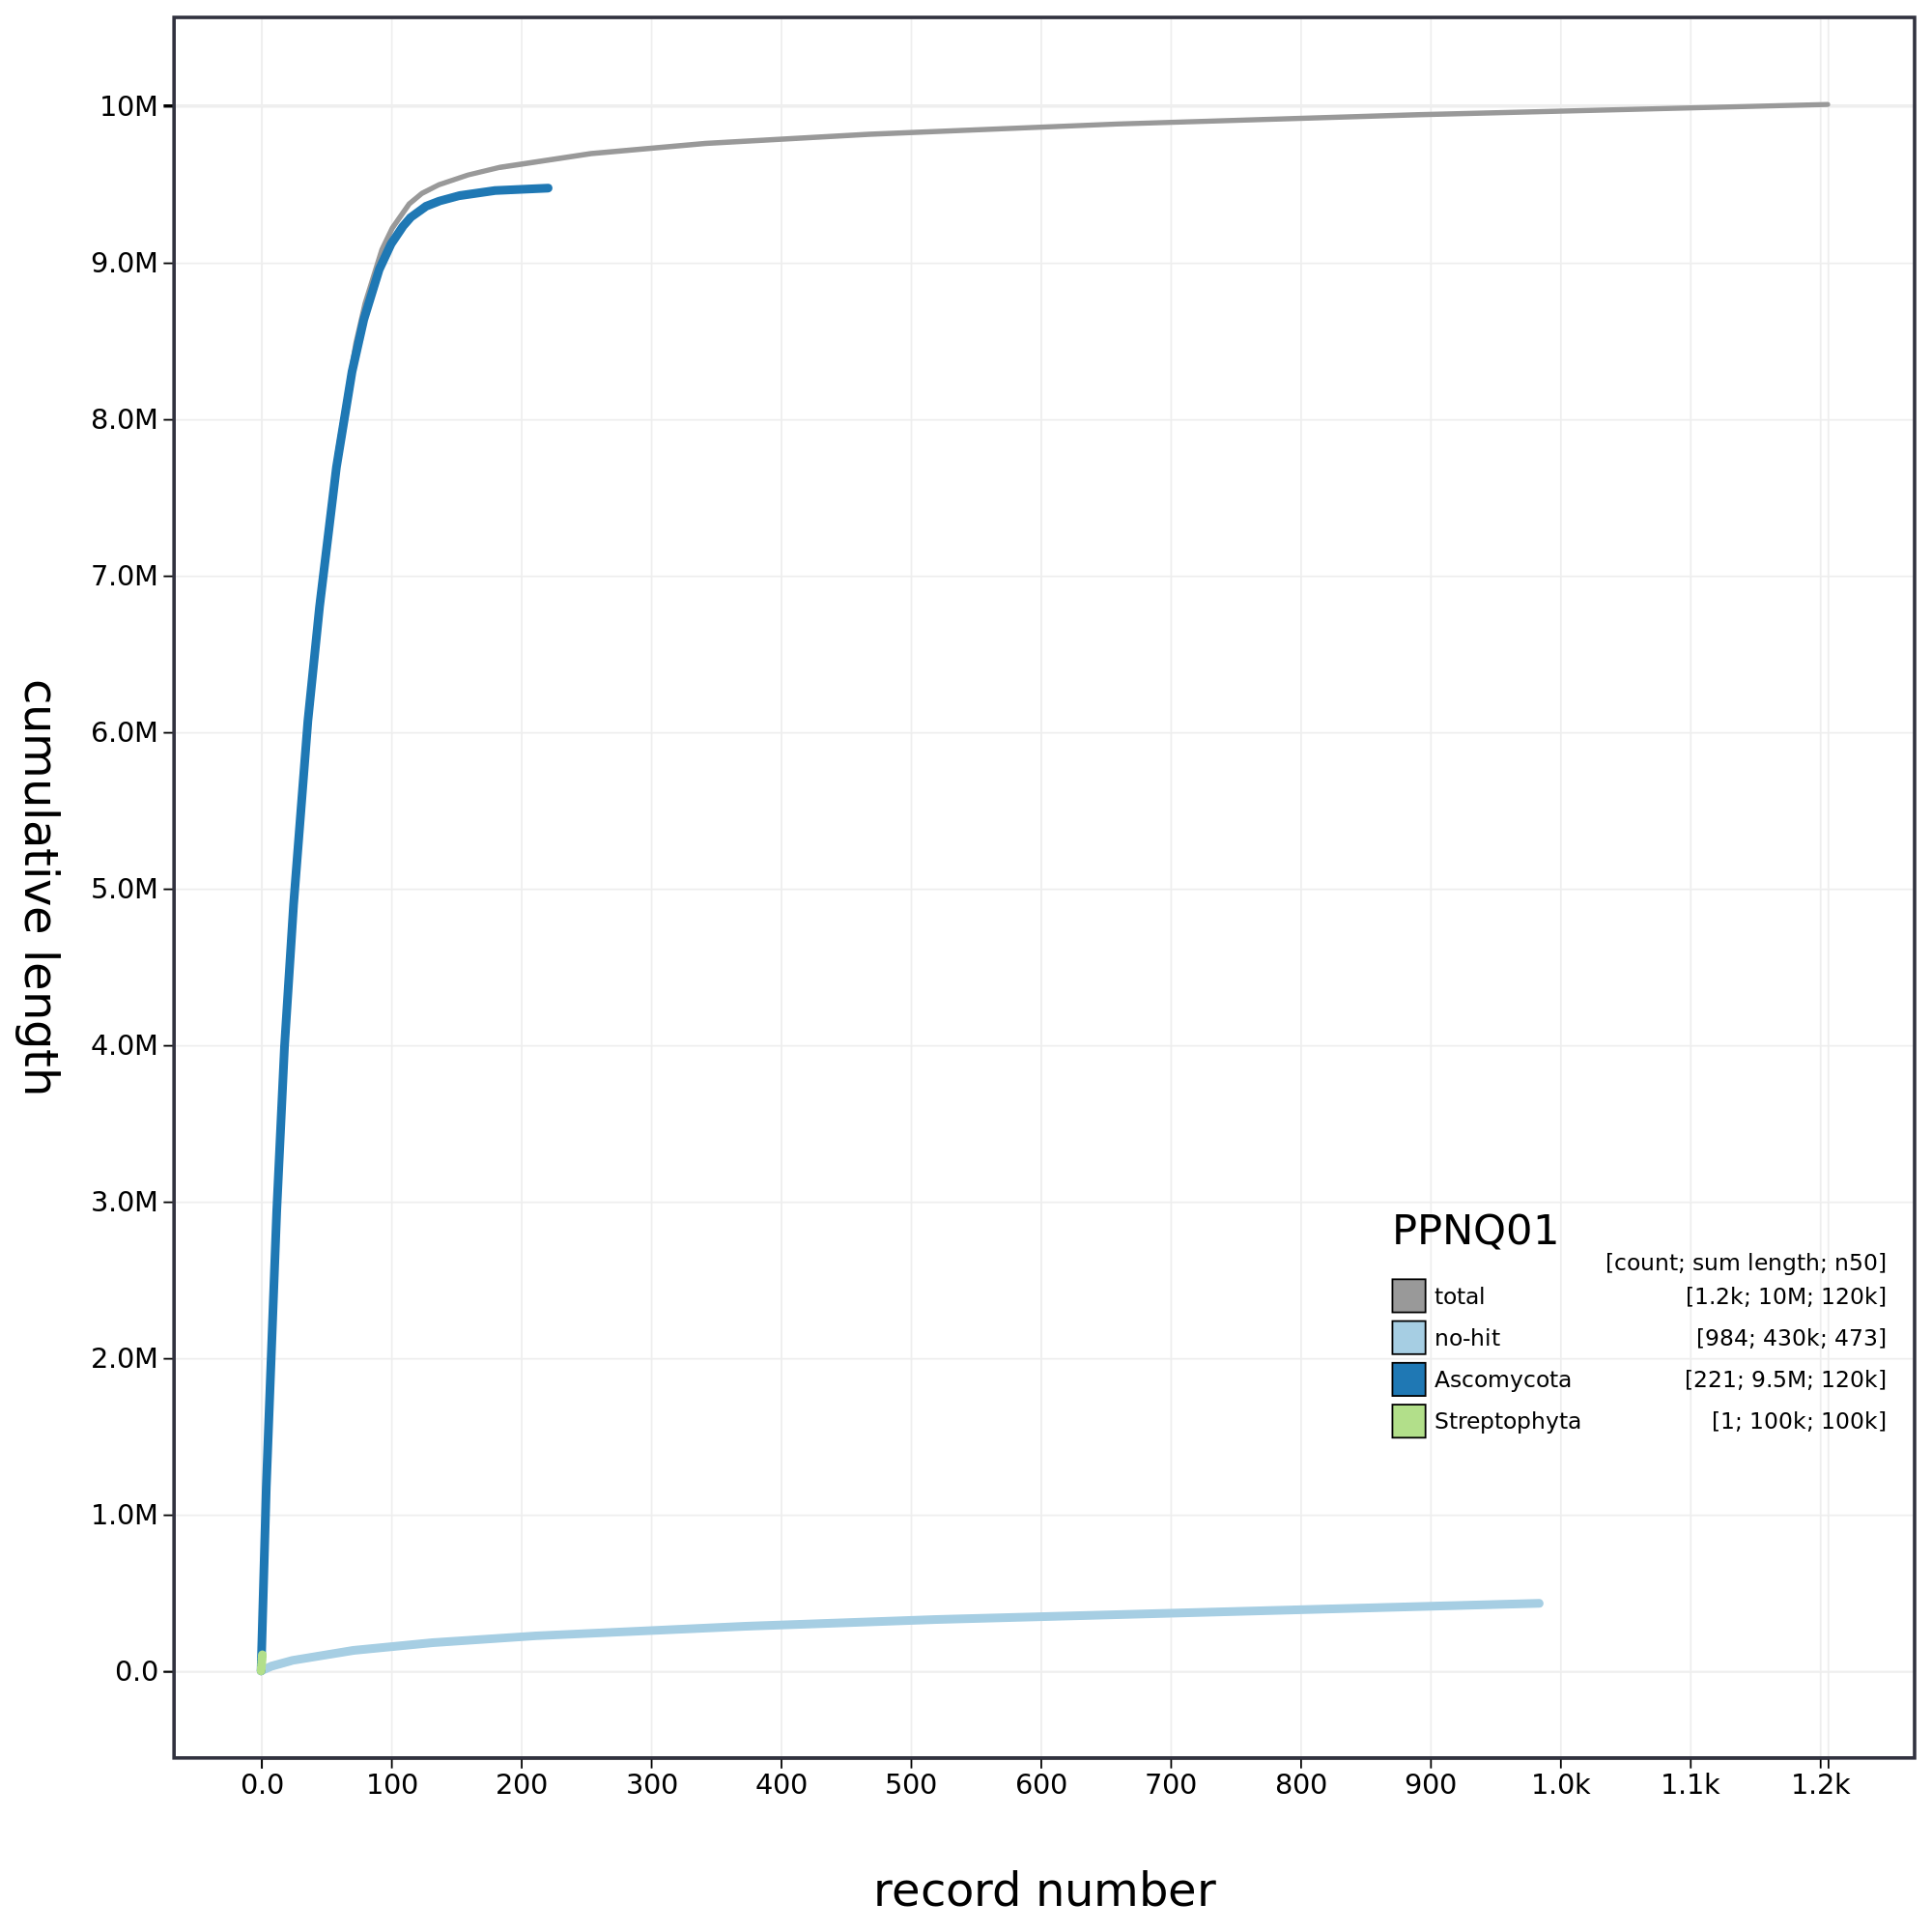 10M
9.0M
8.0M
7.0M
6.0M
5.0M
4.0M
3.0M
2.0M
1.0M
0.0
cumulative length
PPNQ01
[count; sum length; n50]
total [1.2k; 10M; 120k]
no-hit [984; 430k; 473]
Ascomycota [221; 9.5M; 120k]
Streptophyta [1; 100k; 100k]
0.0 100 200 300 400 500 600 700 800 900 1.0k 1.1k 1.2k
record number